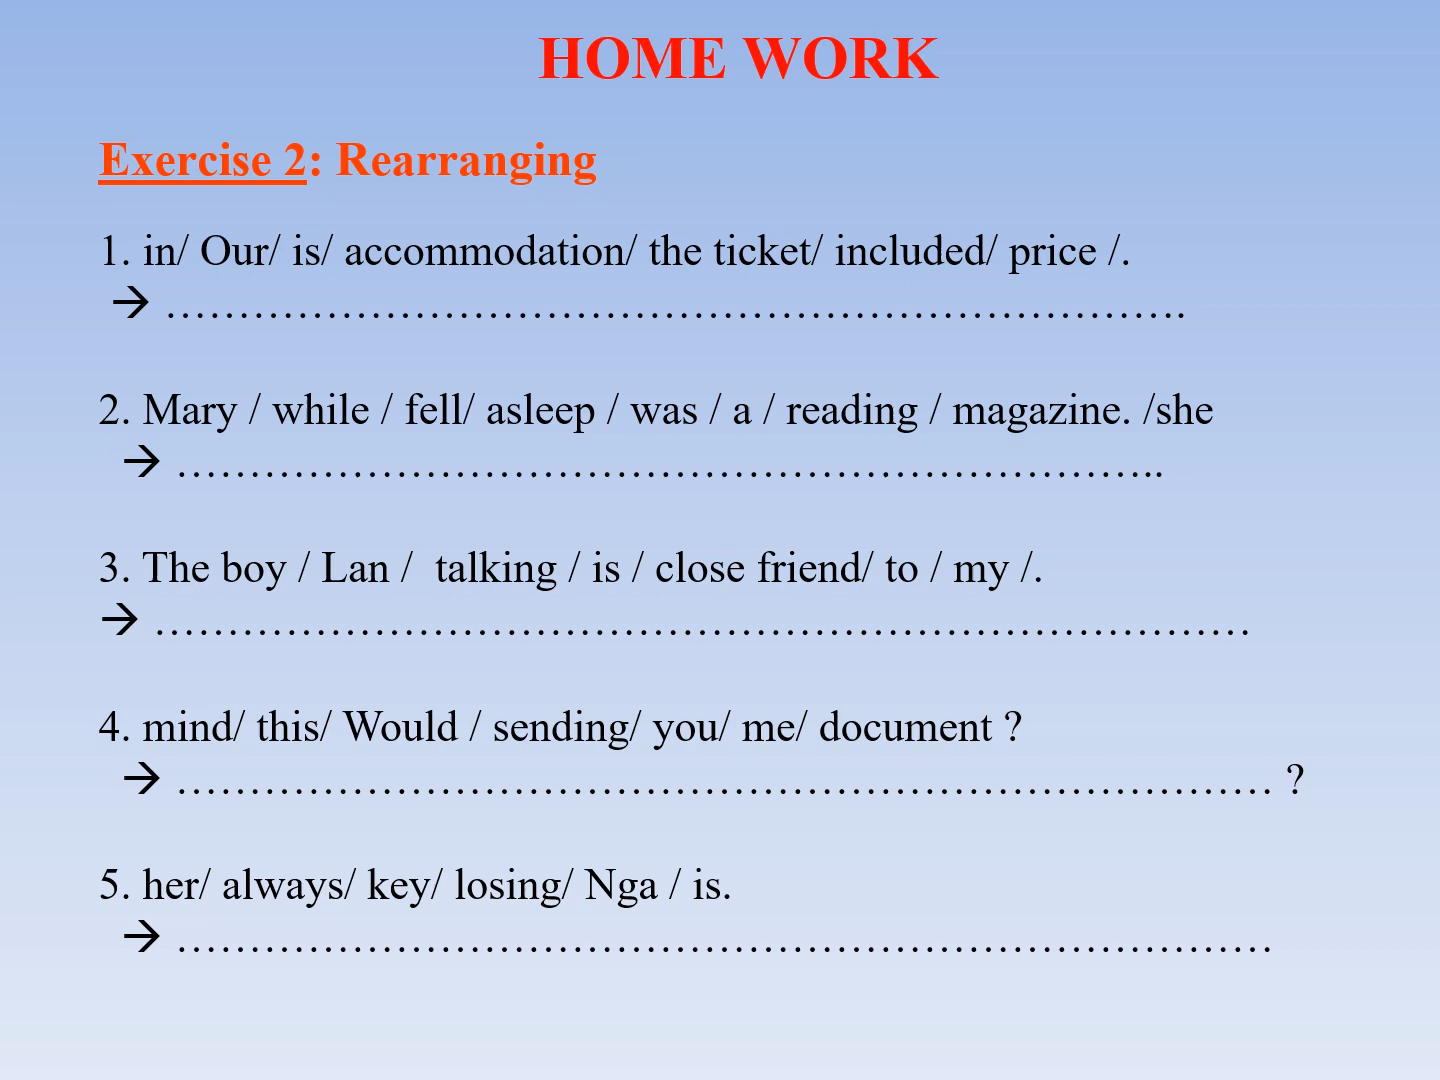 HOME WORK
Exercise 2: Rearranging
1. in/ Our/ is/ accommodation/ the ticket/ included/ price /.
→ …………………………………………………………….
2. Mary / while / fell/ asleep / was / a / reading / magazine. /she
→ …………………………………………………………..
3. The boy / Lan /  talking / is / close friend/ to / my /.
→ …………………………………………………………………
4. mind/ this/ Would / sending/ you/ me/ document ?
→ ………………………………………………………………… ?
5. her/ always/ key/ losing/ Nga / is.
→ …………………………………………………………………